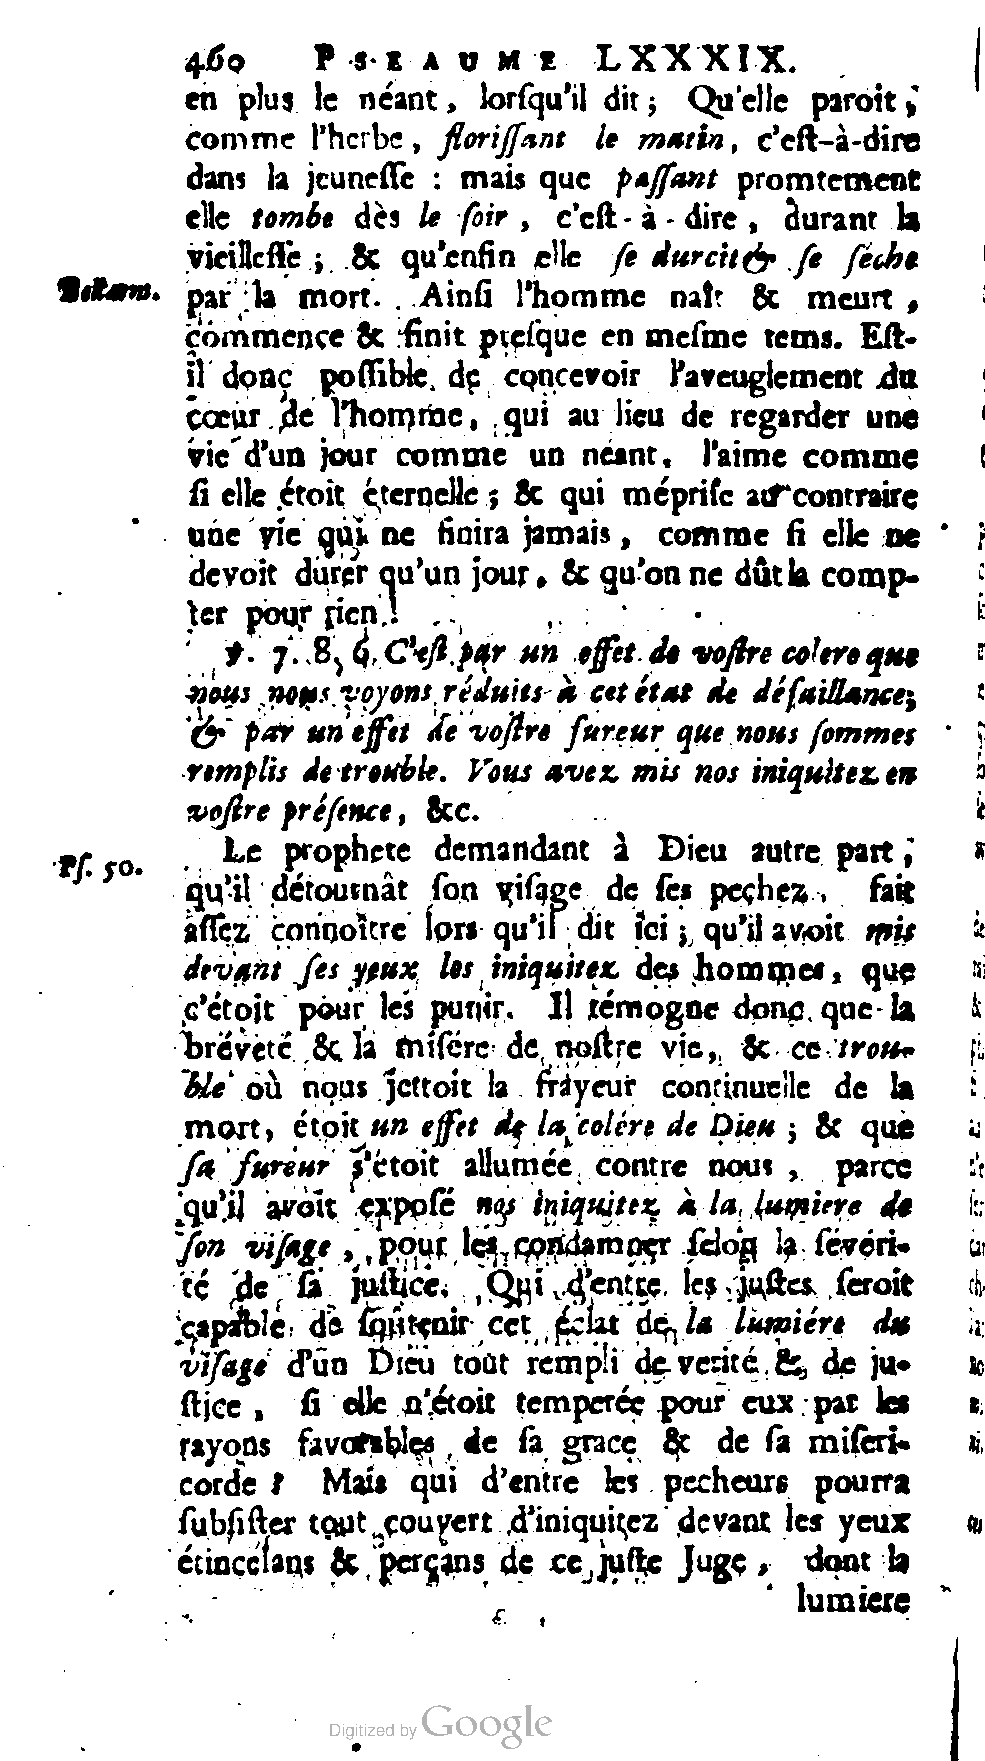 460 PSEAUME LXXXIX.
en plus le néant, lorſqu'il dit; Qu'elle paroit,
comme l'herbe, floriſſant le matin, c'eſt-à-dire
dans la jeuneſſe : mais que paſſant promtement
elle tombe dès le ſoir, c'eſt-à-dire, durant la
vieilleſſe; & qu'enfin elle ſe durcit & ſe ſéche
Bellarm. par la mort. Ainſi l'homme naît & meurt,
commence & finit preſque en meſme tems. Eſt-
il donc poſſible de concevoir l'aveuglement du
cœur de l'homme, qui au lieu de regarder une
vie d'un jour comme un néant, l'aime comme
ſi elle étoit éternelle; & qui mépriſe au contraire
une vie qui ne finira jamais, comme ſi elle ne
devoit durer qu'un jour, & qu'on ne dût la comp-
ter pour rien!
℣. 7. 8, 9. C'eſt par un effet de voſtre colere que
nous nous voyons réduits à cet état de défaillance;
& par un effet de voſtre fureur que nous ſommes
remplis de trouble. Vous avez mis nos iniquitez en
voſtre préſence, &c.
Pſ. 50. Le prophete demandant à Dieu autre part,
qu'il détournât ſon viſage de ſes pechez, fait
aſſez connoître lors qu'il dit ici; qu'il avoit mis
devant ſes yeux les iniquitez des hommes, que
c'étoit pour les punir. Il témogne donc que la
bréveté & la miſére de noſtre vie, & ce trou-
ble où nous jettoit la frayeur continuelle de la
mort, étoit un effet de la colére de Dieu; & que
ſa fureur s'étoit allumée contre nous, parce
qu'il avoit expoſé nos iniquitez à la lumiere de
ſon viſage, pour les condamner ſelon la ſévéri-
té de ſa juſtice. Qui d'entre les juſtes ſeroit
capable de ſoûtenir cet éclat de la lumiére du
viſage d'un Dieu tout rempli de verité & de ju-
ſtice, ſi elle n'étoit temperée pour eux par les
rayons favorables de ſa grace & de ſa miſeri-
corde? Mais qui d'entre les pecheurs pourra
ſubſiſter tout couvert d'iniquitez devant les yeux
étincelans & perçans de ce juſte Juge, dont la
lumiere
Digitized by Google